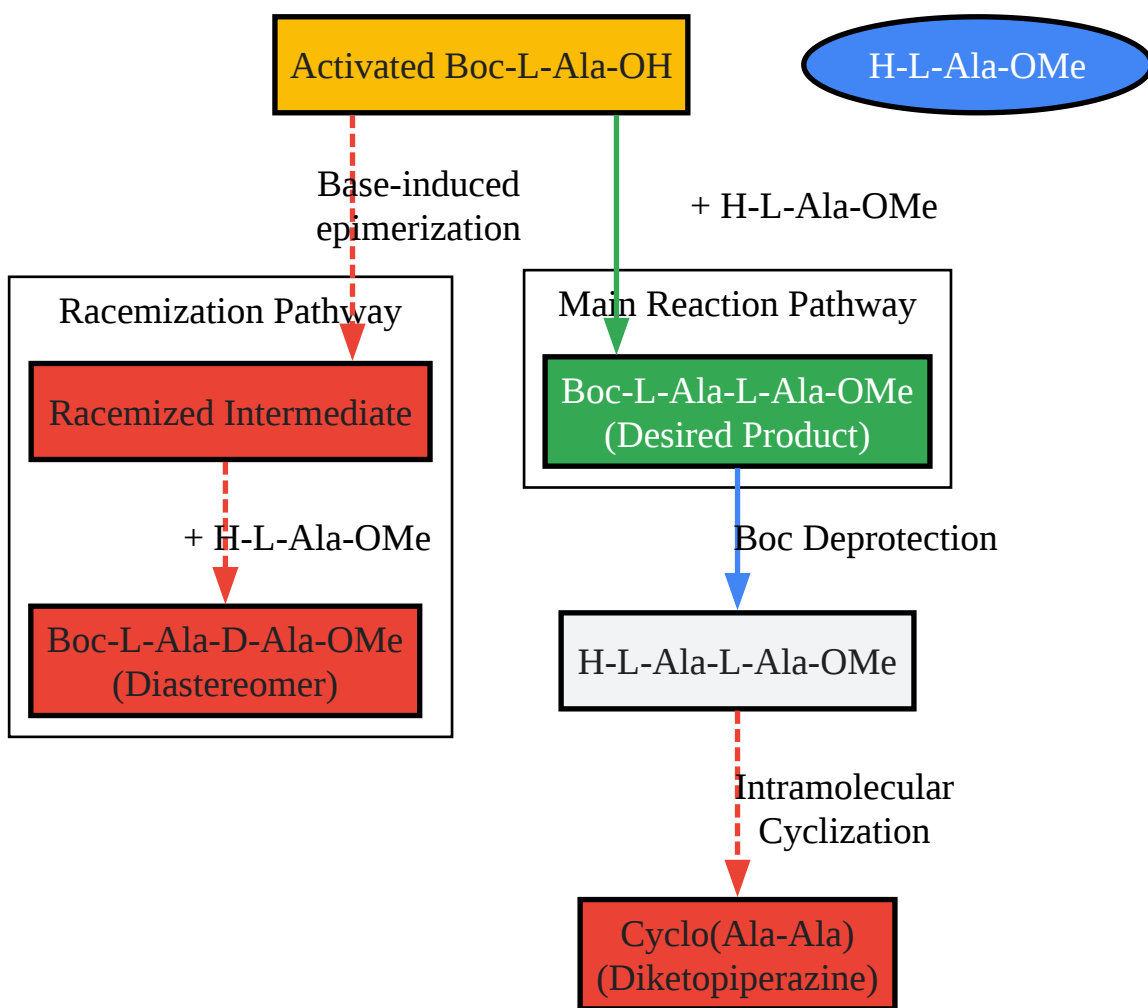 Activated Boc-L-Ala-OH
H-L-Ala-OMe
Base-induced
epimerization
+ H-L-Ala-OMe
Racemization Pathway
Main Reaction Pathway
Racemized Intermediate
Boc-L-Ala-L-Ala-OMe
(Desired Product)
+ H-L-Ala-OMe
Boc Deprotection
Boc-L-Ala-D-Ala-OMe
(Diastereomer)
H-L-Ala-L-Ala-OMe
Intramolecular
Cyclization
Cyclo(Ala-Ala)
(Diketopiperazine)